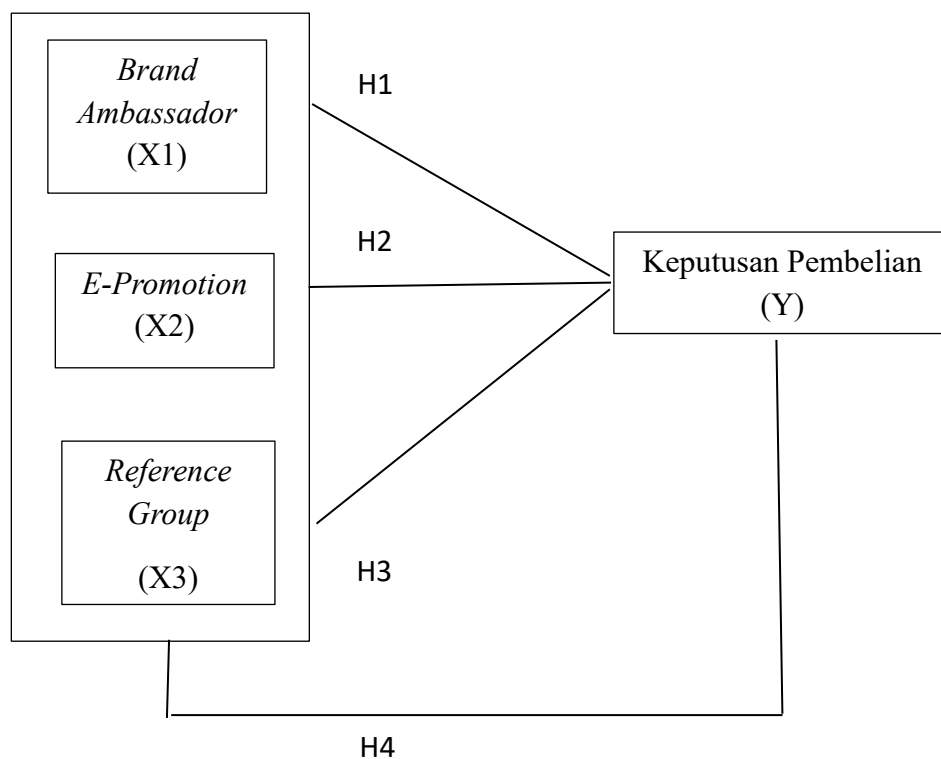 Brand
Ambassador
(X1)
H1
H2
E-Promotion
(X2)
Keputusan Pembelian
(Y)
Reference
Group
(X3)
H3
H4